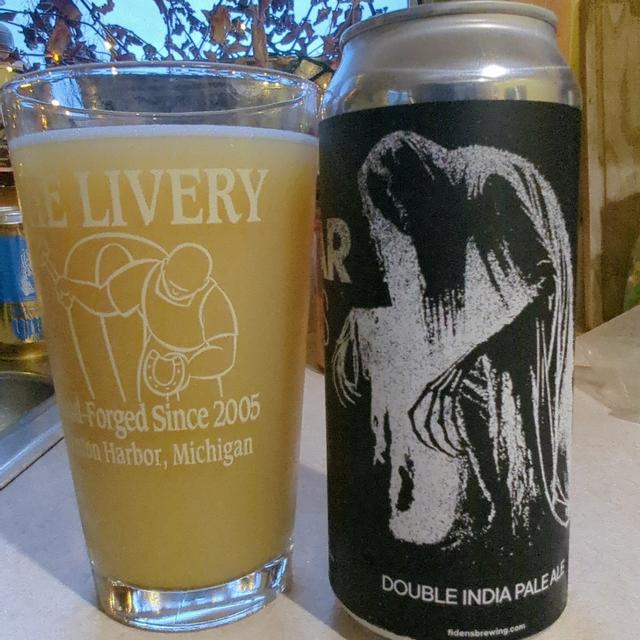 E LIVERY
d-Forged Since 2005
on Harbor, Michigan
AR
DOUBLE INDIA PALE ALE
fidensbrewing.com